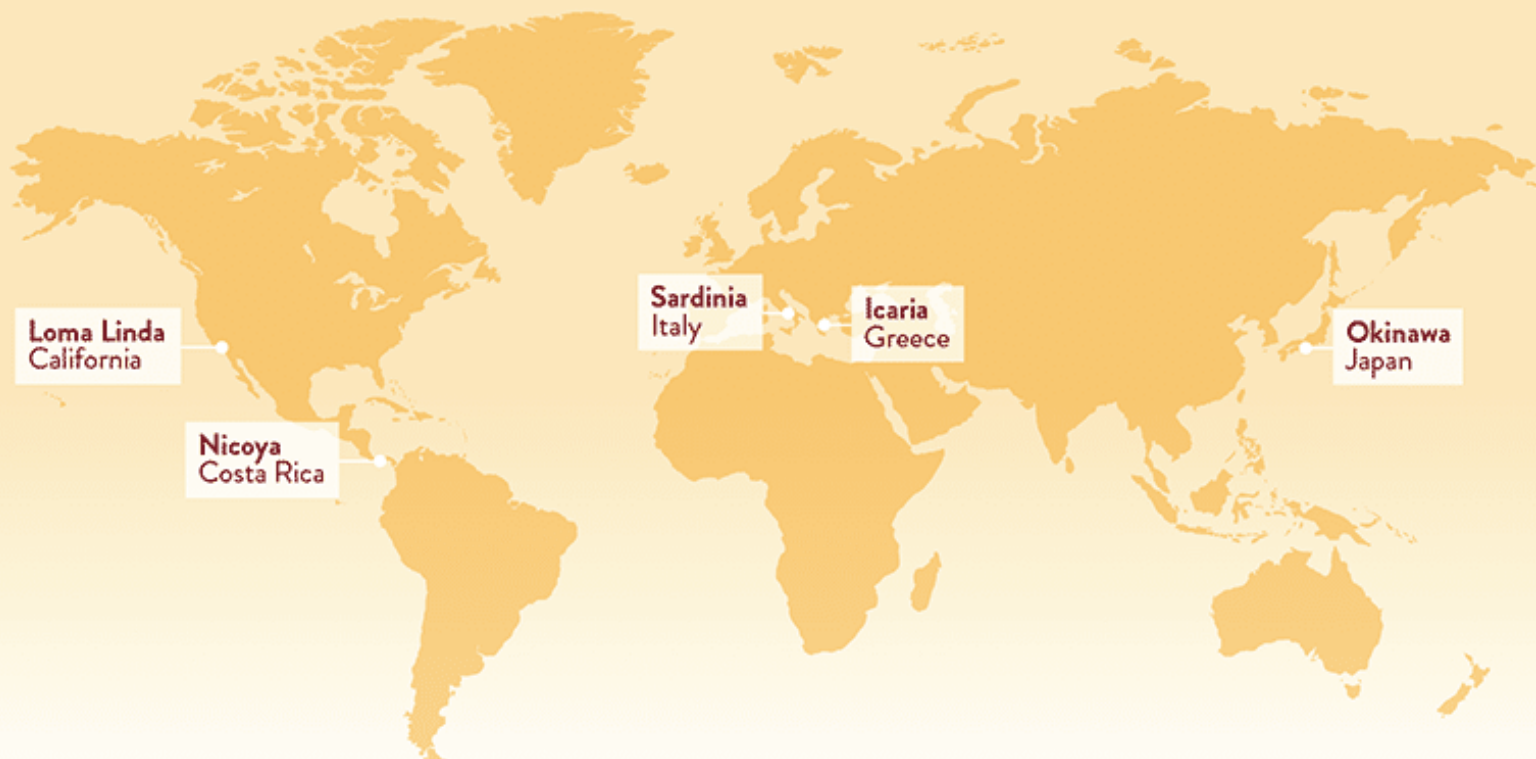 Loma Linda
California
Nicoya
Costa Rica
Sardinia
Italy
Icaria
Greece
Okinawa
Japan